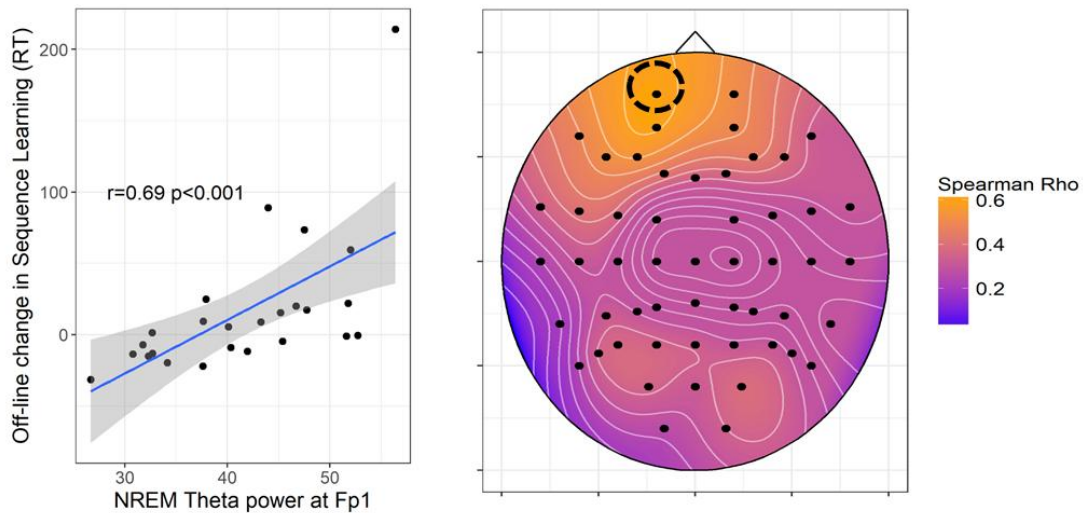 Off-line change in Sequence Learning (RT)
200
100
0
r=0.69 p<0.001
30
40
50
NREM Theta power at Fp1
Spearman Rho
0.6
0.4
0.2